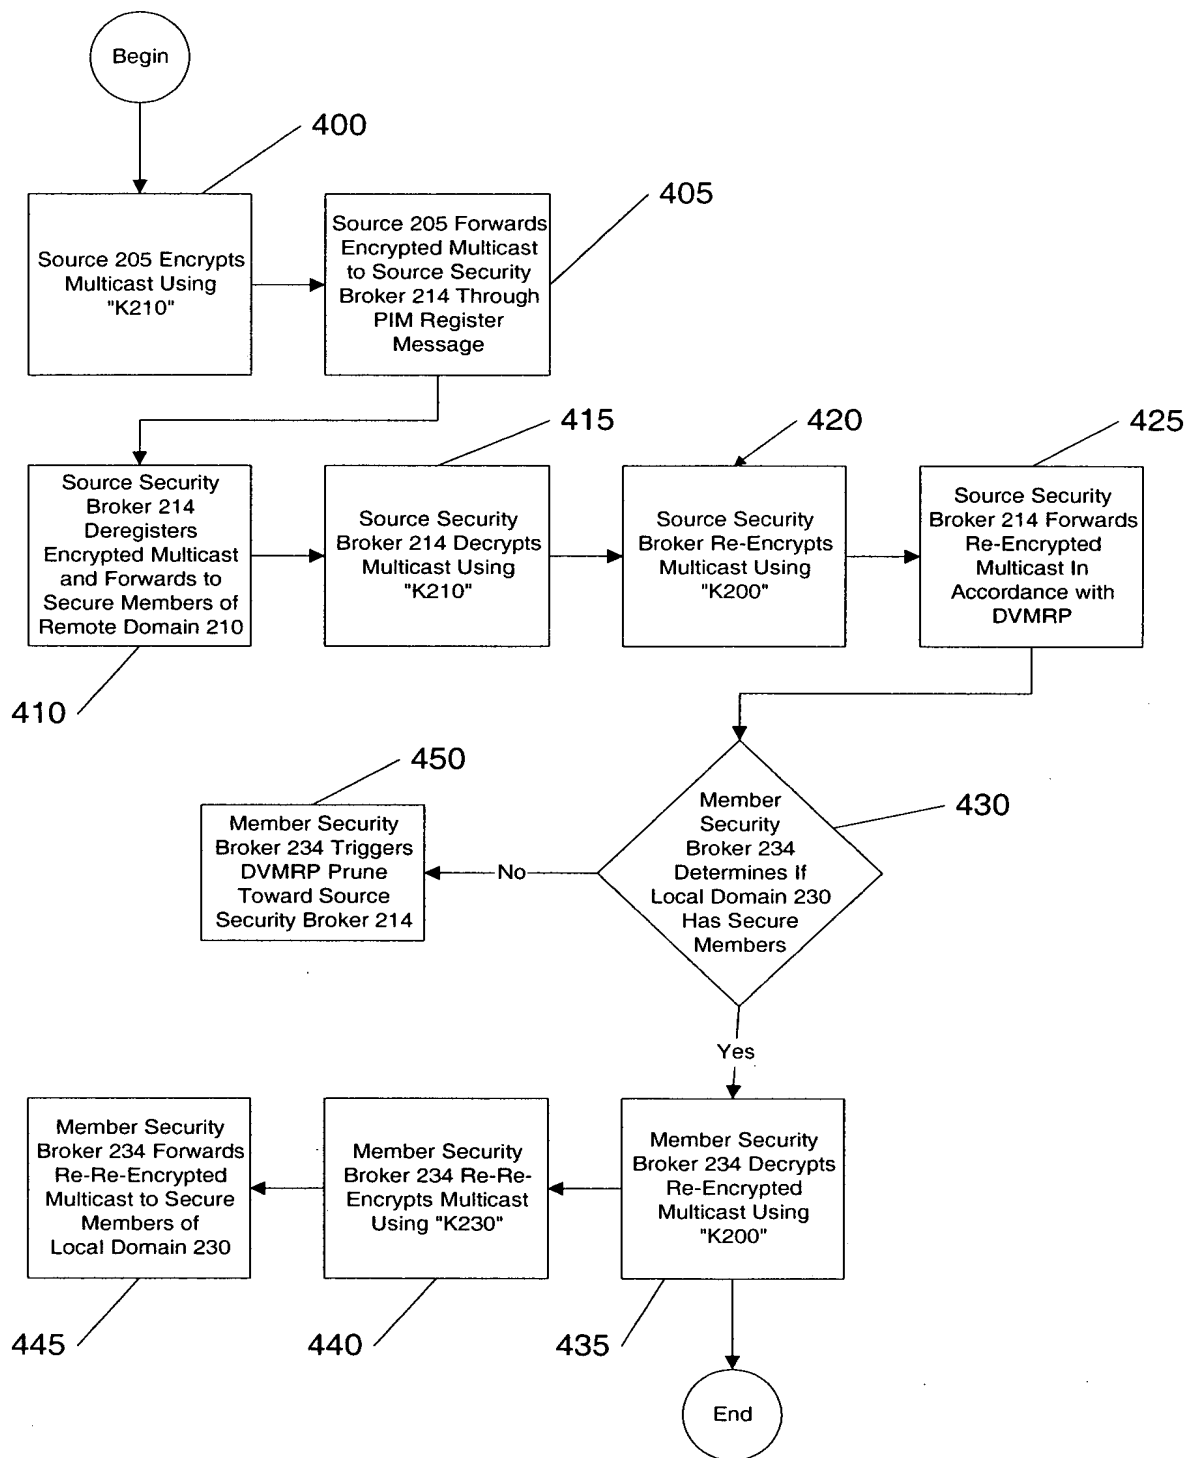 Begin
400
Source 205 Encrypts
Multicast Using
"K210"
405
Source 205 Forwards
Encrypted Multicast
to Source Security
Broker 214 Through
PIM Register
Message
Source Security
Broker 214
Deregisters
Encrypted Multicast
and Forwards to
Secure Members of
Remote Domain 210
410
415
Source Security
Broker 214 Decrypts
Multicast Using
"K210"
420
Source Security
Broker Re-Encrypts
Multicast Using
"K200"
425
Source Security
Broker 214 Forwards
Re-Encrypted
Multicast In
Accordance with
DVMRP
430
Member
Security
Broker 234
Determines If
Local Domain 230
Has Secure
Members
No
450
Member Security
Broker 234 Triggers
DVMRP Prune
Toward Source
Security Broker 214
Yes
Member Security
Broker 234 Decrypts
Re-Encrypted
Multicast Using
"K200"
435
Member Security
Broker 234 Re-Re-
Encrypts Multicast
Using "K230"
440
Member Security
Broker 234 Forwards
Re-Re-Encrypted
Multicast to Secure
Members of
Local Domain 230
445
End